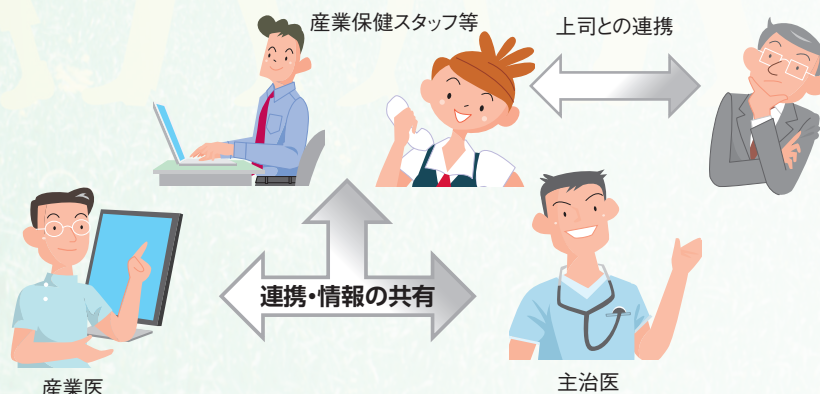 産業保健スタッフ等
上司との連携
連携・情報の共有
産業医
主治医